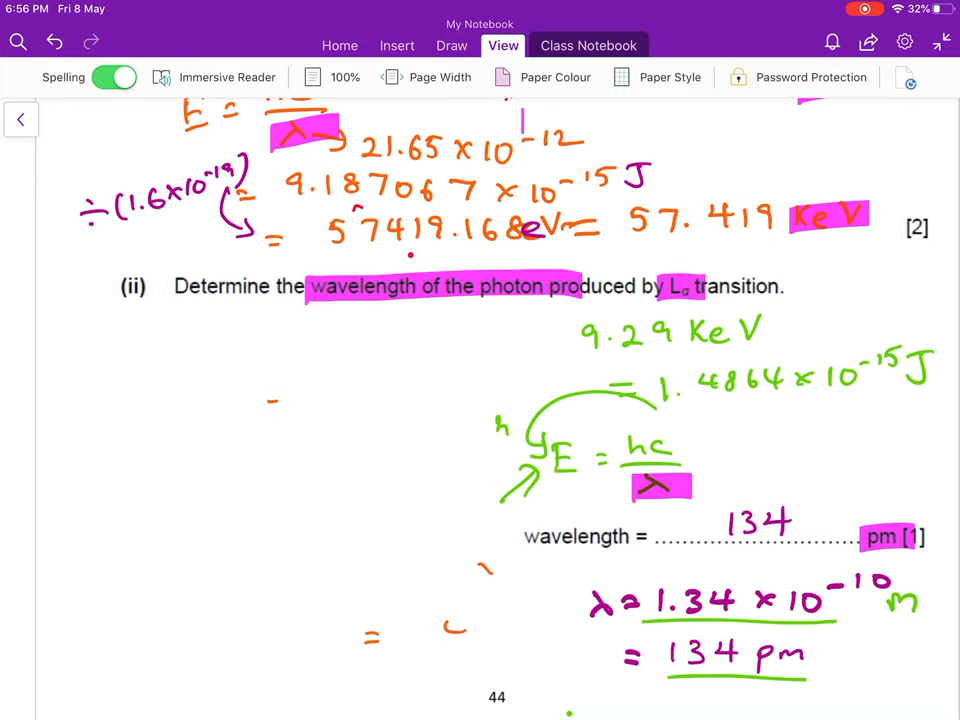 6:56 PM Fri 8 May 32%
My Notebook
Home Insert Draw View Class Notebook
Spelling Immersive Reader 100% Page Width Paper Colour Paper Style Password Protection
E = hc
λ → 21.65 × 10^-12
÷ (1.6 × 10^-19) = 9.187067 × 10^-15 J
= 57419.168 eV = 57.419 KeV [2]
(ii) Determine the wavelength of the photon produced by Lα transition.
9.29 KeV
= 1.4864 × 10^-15 J
h
E = hc
λ
134
wavelength = ........................................ pm [1]
λ = 1.34 × 10^-10 m
= 134 pm
=
44